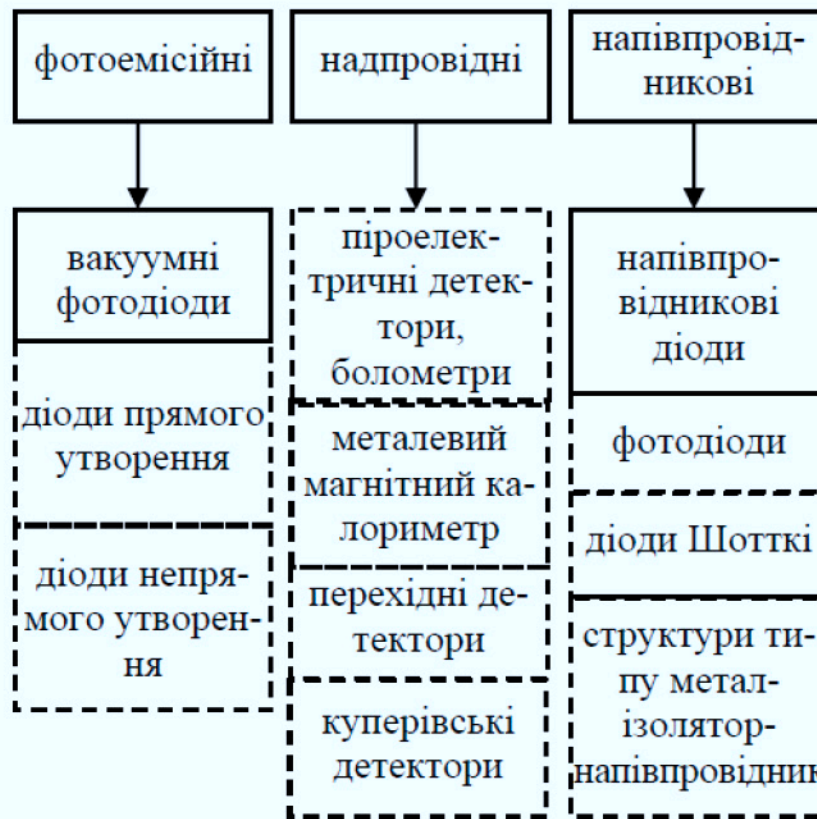 фотоемісійні
надпровідні
напівпровід-
никові
вакуумні
фотодіоди
діоди прямого
утворення
діоди непря-
мого утворен-
ня
піроелек-
тричні детек-
тори,
болометри
металевий
магнітний ка-
лориметр
перехідні де-
тектори
куперівські
детектори
напівпро-
відникові
діоди
фотодіоди
діоди Шотткі
структури ти-
пу метал-
ізолятор-
напівпровідник